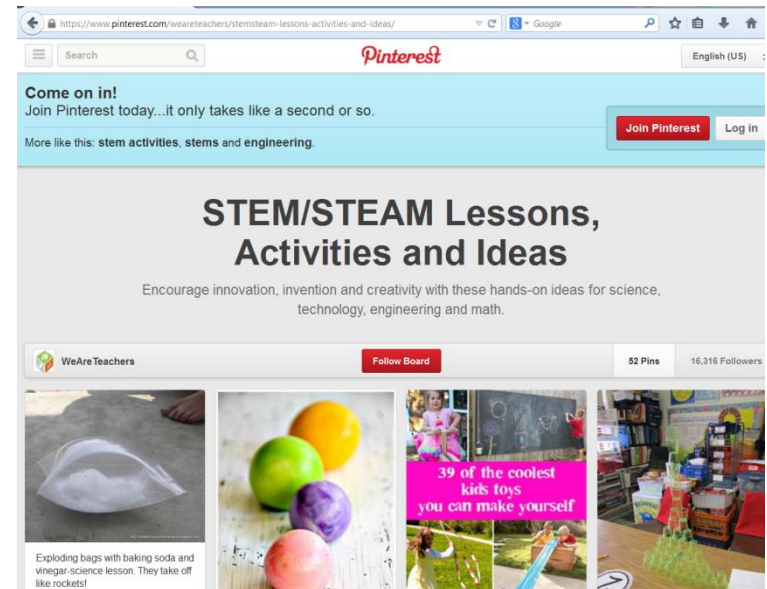 https://www.pinterest.com/weareteachers/stemsteam-lessons-activities-and-ideas/
Google
Search
Pinterest
English (US)
Come on in!
Join Pinterest today...it only takes like a second or so.
Join Pinterest
Log in
More like this: stem activities, stems and engineering.
STEM/STEAM Lessons,
Activities and Ideas
Encourage innovation, invention and creativity with these hands-on ideas for science,
technology, engineering and math.
WeAreTeachers
Follow Board
52 Pins
16,316 Followers
39 of the coolest
kids toys
you can make yourself
Exploding bags with baking soda and
vinegar-science lesson. They take off
like rockets!